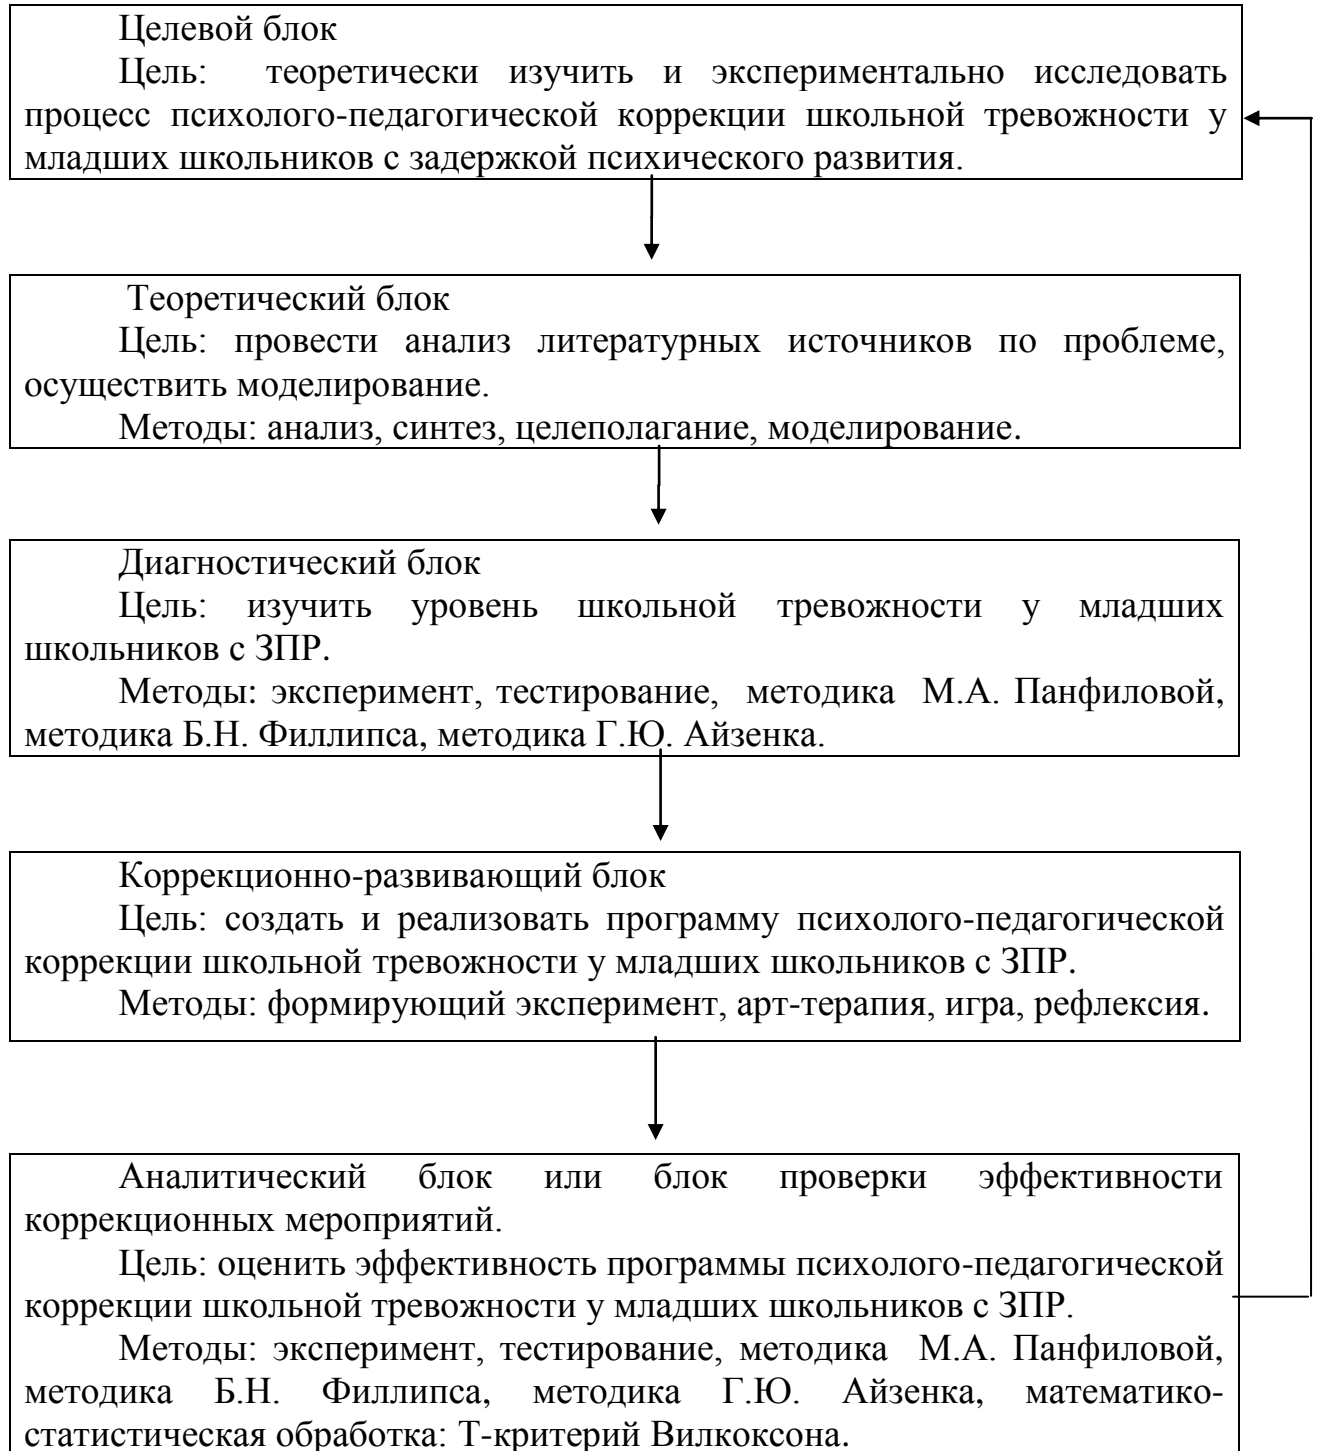 Целевой блок
Цель: теоретически изучить и экспериментально исследовать
процесс психолого-педагогической коррекции школьной тревожности у
младших школьников с задержкой психического развития.
Теоретический блок
Цель: провести анализ литературных источников по проблеме,
осуществить моделирование.
Методы: анализ, синтез, целеполагание, моделирование.
Диагностический блок
Цель: изучить уровень школьной тревожности у младших
школьников с ЗПР.
Методы: эксперимент, тестирование, методика М.А. Панфиловой,
методика Б.Н. Филлипса, методика Г.Ю. Айзенка.
Коррекционно-развивающий блок
Цель: создать и реализовать программу психолого-педагогической
коррекции школьной тревожности у младших школьников с ЗПР.
Методы: формирующий эксперимент, арт-терапия, игра, рефлексия.
Аналитический блок или блок проверки эффективности
коррекционных мероприятий.
Цель: оценить эффективность программы психолого-педагогической
коррекции школьной тревожности у младших школьников с ЗПР.
Методы: эксперимент, тестирование, методика М.А. Панфиловой,
методика Б.Н. Филлипса, методика Г.Ю. Айзенка, математико-
статистическая обработка: Т-критерий Вилкоксона.